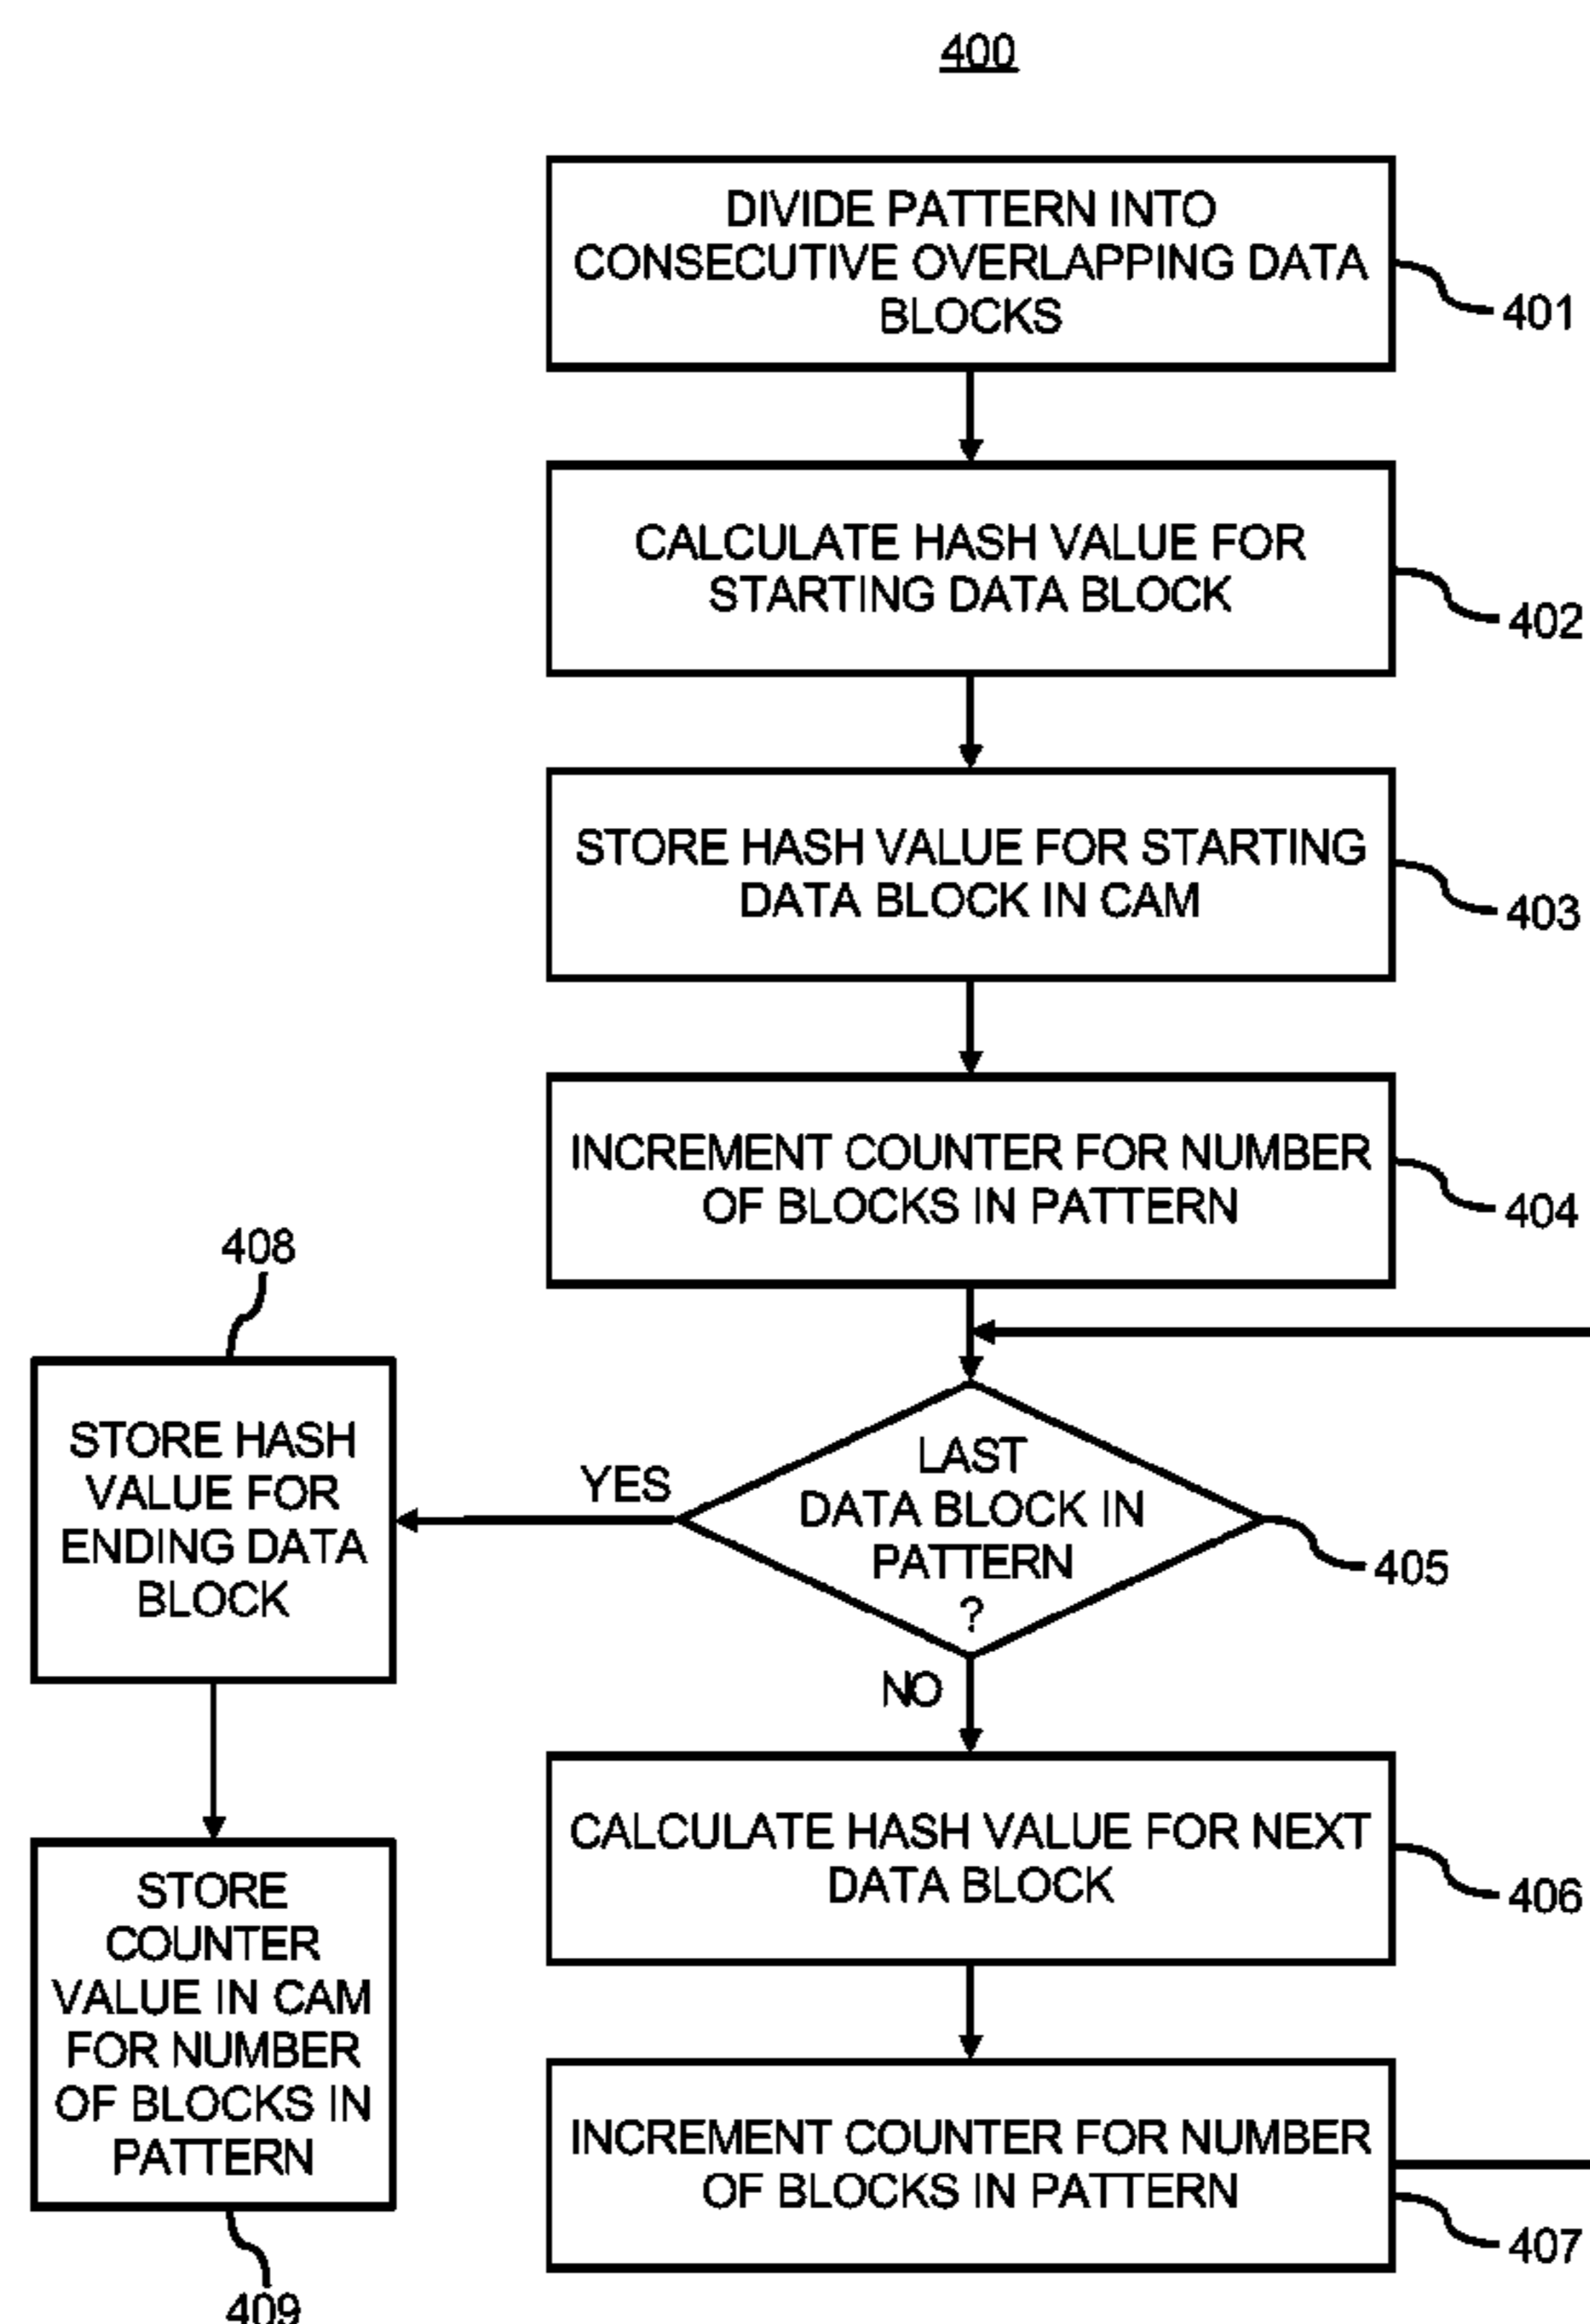 400
DIVIDE PATTERN INTO
CONSECUTIVE OVERLAPPING DATA
BLOCKS
401
CALCULATE HASH VALUE FOR
STARTING DATA BLOCK
402
STORE HASH VALUE FOR STARTING
DATA BLOCK IN CAM
403
INCREMENT COUNTER FOR NUMBER
OF BLOCKS IN PATTERN
404
LAST
DATA BLOCK IN
PATTERN
?
405
YES
408
STORE HASH
VALUE FOR
ENDING DATA
BLOCK
STORE
COUNTER
VALUE IN CAM
FOR NUMBER
OF BLOCKS IN
PATTERN
409
NO
CALCULATE HASH VALUE FOR NEXT
DATA BLOCK
406
INCREMENT COUNTER FOR NUMBER
OF BLOCKS IN PATTERN
407